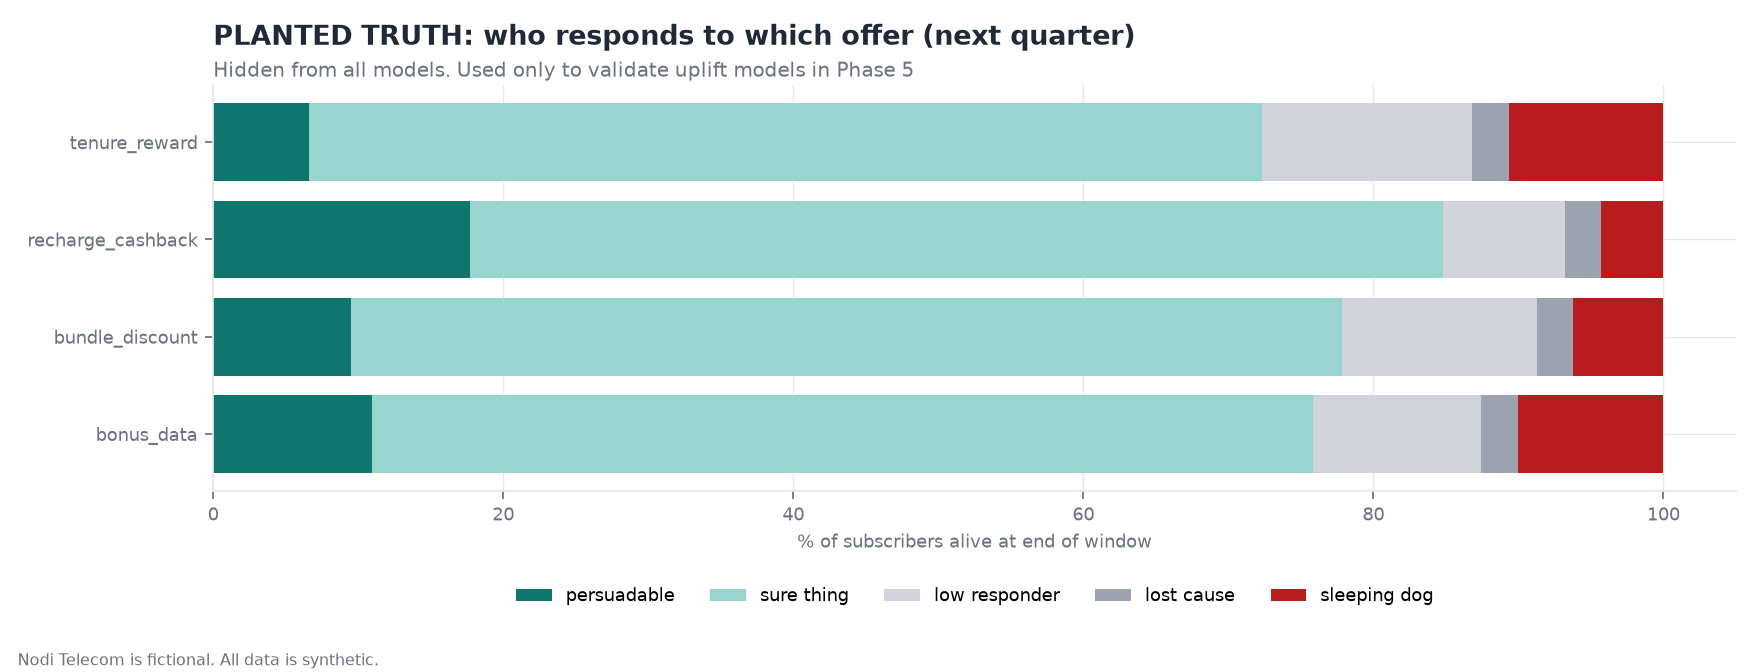 PLANTED TRUTH: who responds to which offer (next quarter)
Hidden from all models. Used only to validate uplift models in Phase 5
tenure_reward
recharge_cashback
bundle_discount
bonus_data
0 20 40 60 80 100
% of subscribers alive at end of window
persuadable sure thing low responder lost cause sleeping dog
Nodi Telecom is fictional. All data is synthetic.